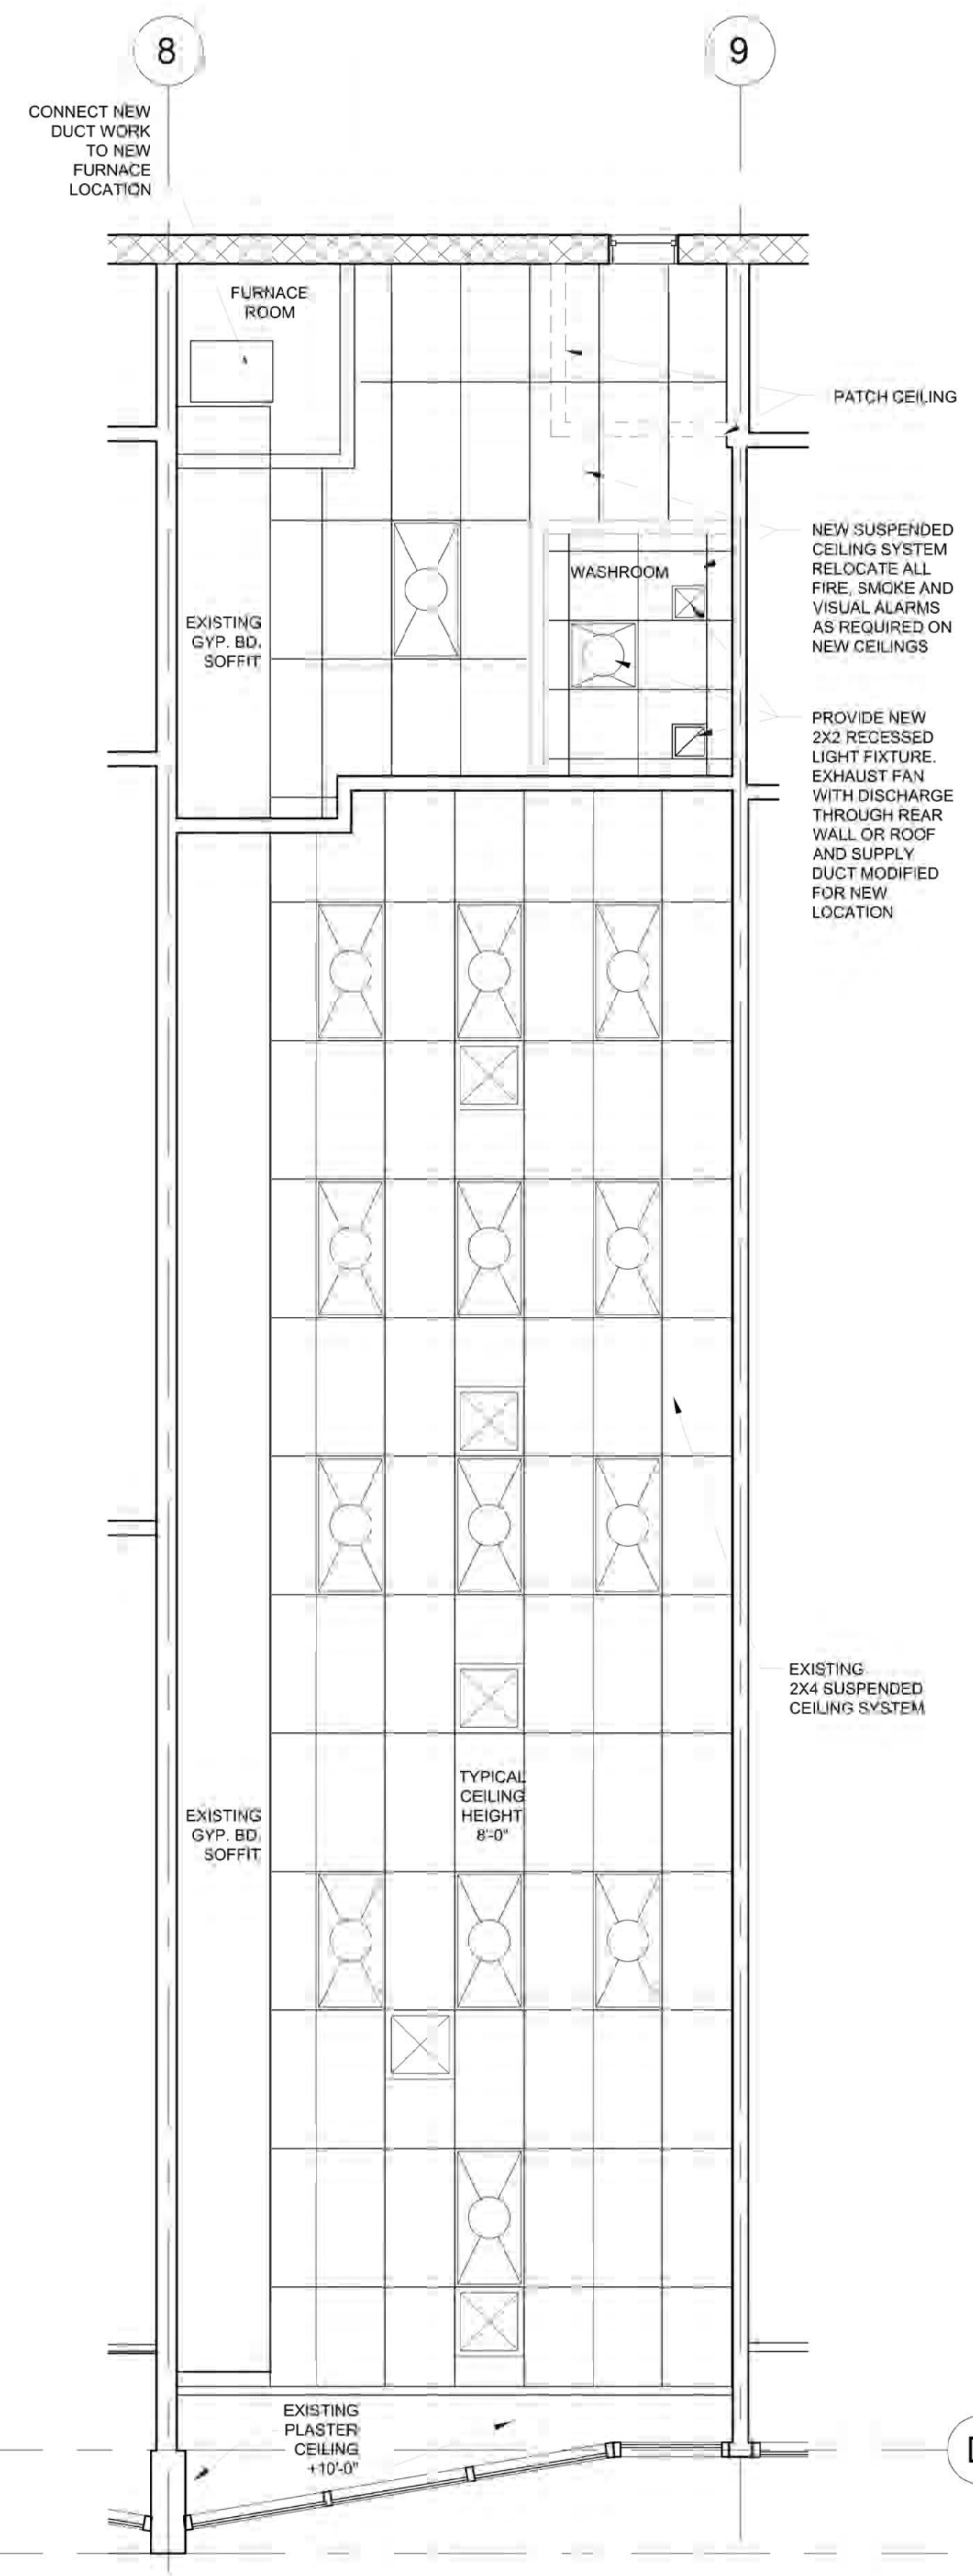 8
9
CONNECT NEW
DUCT WORK
TO NEW
FURNACE
LOCATION
FURNACE
ROOM
PATCH CEILING
NEW SUSPENDED
CEILING SYSTEM
RELOCATE ALL
FIRE, SMOKE AND
VISUAL ALARMS
AS REQUIRED ON
NEW CEILINGS
WASHROOM
EXISTING
GYP. BD.
SOFFIT
PROVIDE NEW
2X2 RECESSED
LIGHT FIXTURE.
EXHAUST FAN
WITH DISCHARGE
THROUGH REAR
WALL OR ROOF
AND SUPPLY
DUCT MODIFIED
FOR NEW
LOCATION
EXISTING
2X4 SUSPENDED
CEILING SYSTEM
TYPICAL
CEILING
HEIGHT
8'-0"
EXISTING
GYP. BD.
SOFFIT
EXISTING
PLASTER
CEILING
+10'-0"